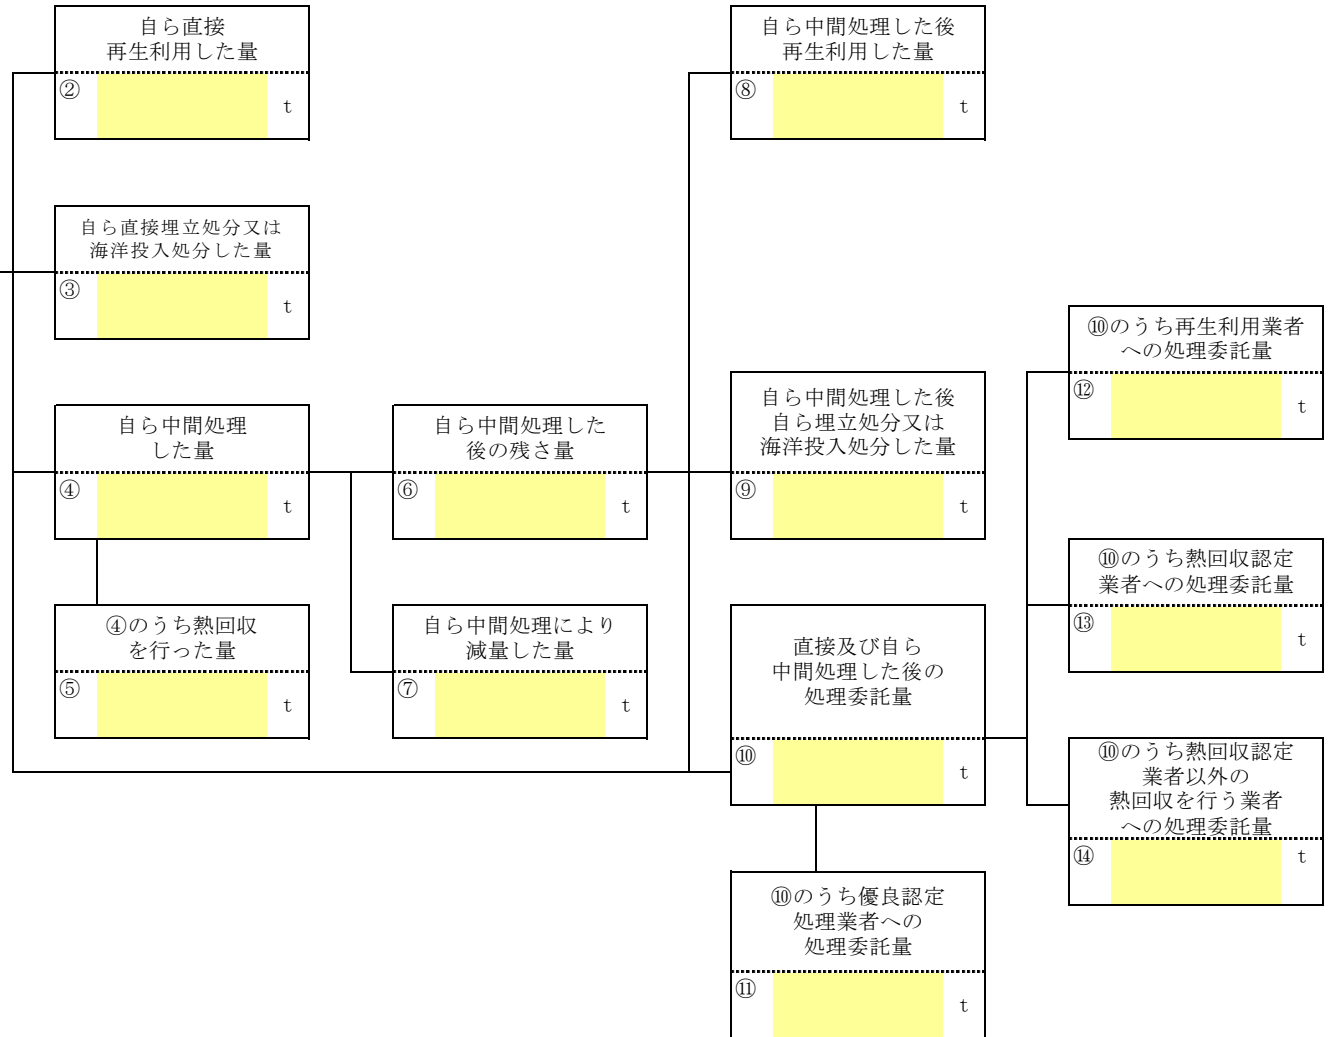 自ら直接
再生利用した量
②
t
自ら中間処理した後
再生利用した量
⑧
t
自ら直接埋立処分又は
海洋投入処分した量
③
t
⑩のうち再生利用業者
への処理委託量
⑫
t
自ら中間処理
した量
④
t
自ら中間処理した
後の残さ量
⑥
t
自ら中間処理した後
自ら埋立処分又は
海洋投入処分した量
⑨
t
⑩のうち熱回収認定
業者への処理委託量
⑬
t
④のうち熱回収
を行った量
⑤
t
自ら中間処理により
減量した量
⑦
t
直接及び自ら
中間処理した後の
処理委託量
⑩
t
⑩のうち熱回収認定
業者以外の
熱回収を行う業者
への処理委託量
⑭
t
⑩のうち優良認定
処理業者への
処理委託量
⑪
t